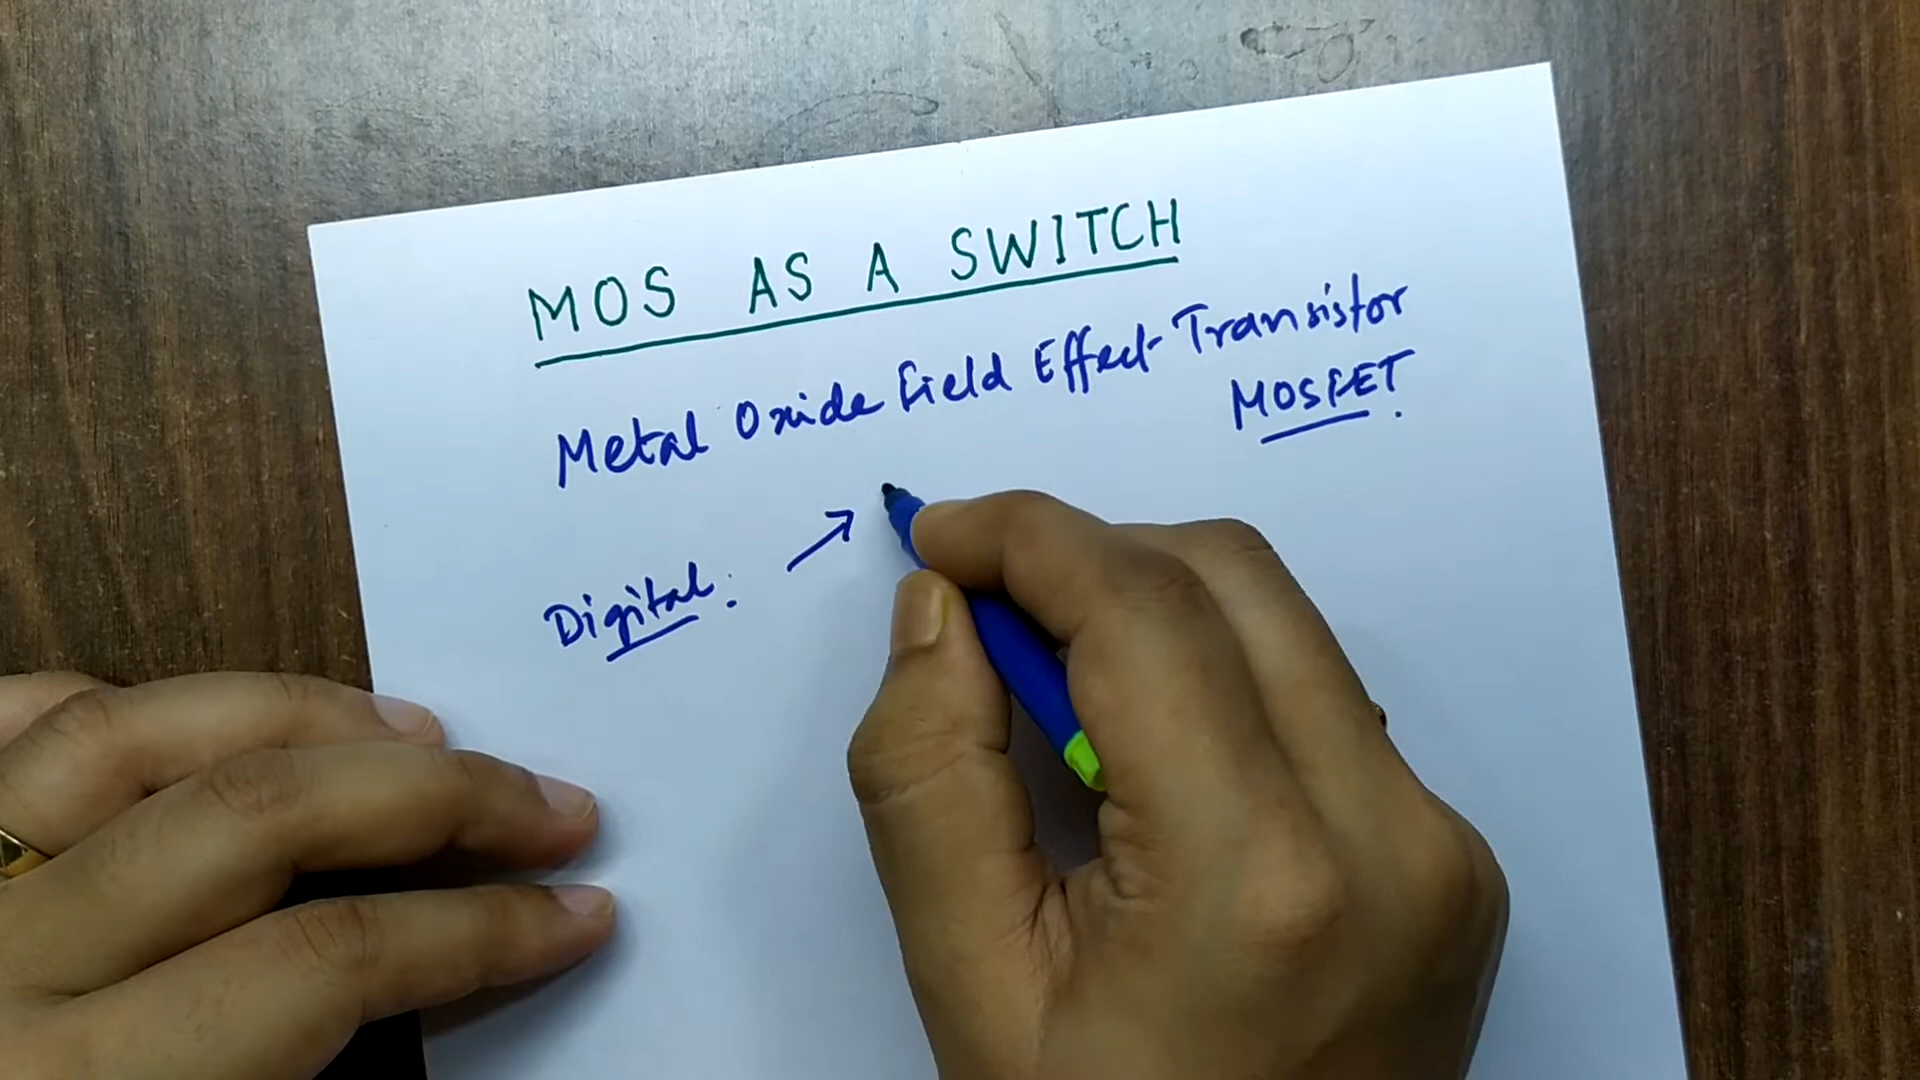 MOS AS A SWITCH
Metal Oxide Field Effect Transistor
MOSFET.
Digital.